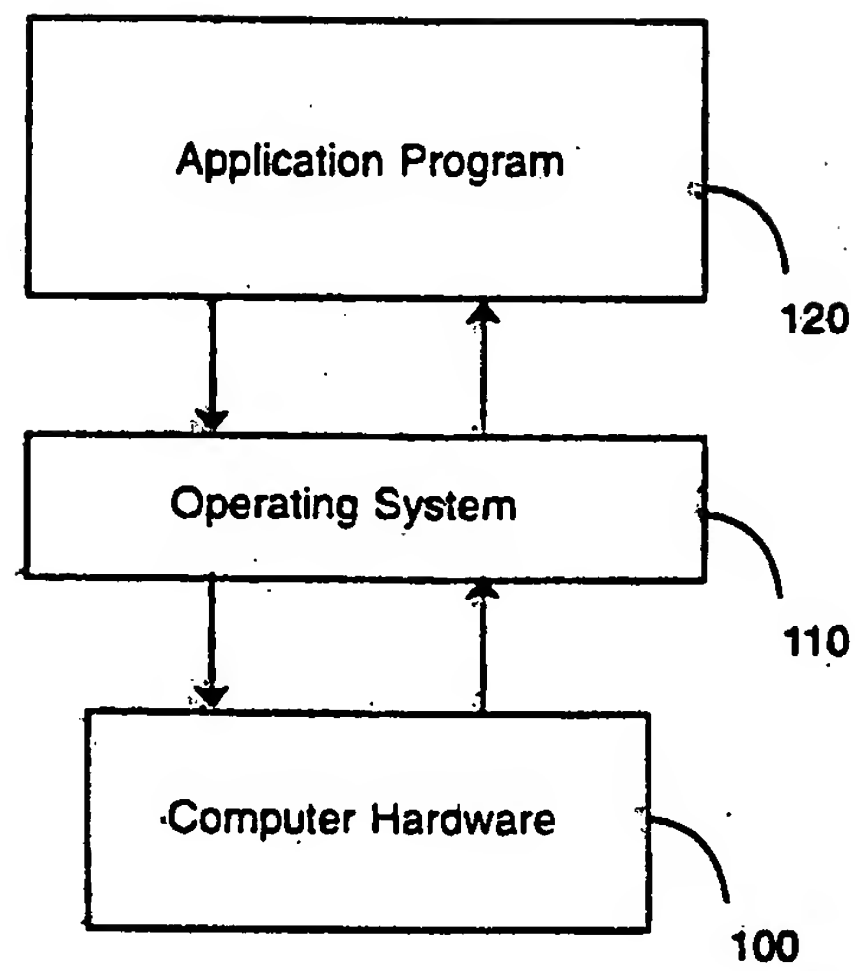 Application Program
120
Operating System
110
Computer Hardware
100